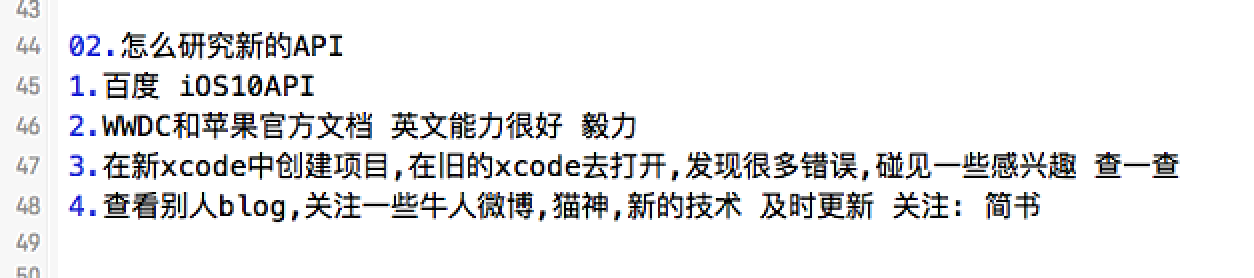 43
44 02.怎么研究新的API
45 1.百度 iOS10API
46 2.WWDC和苹果官方文档 英文能力很好 毅力
47 3.在新xcode中创建项目,在旧的xcode去打开,发现很多错误,碰见一些感兴趣 查一查
48 4.查看别人blog,关注一些牛人微博,猫神,新的技术 及时更新 关注: 简书
49
50